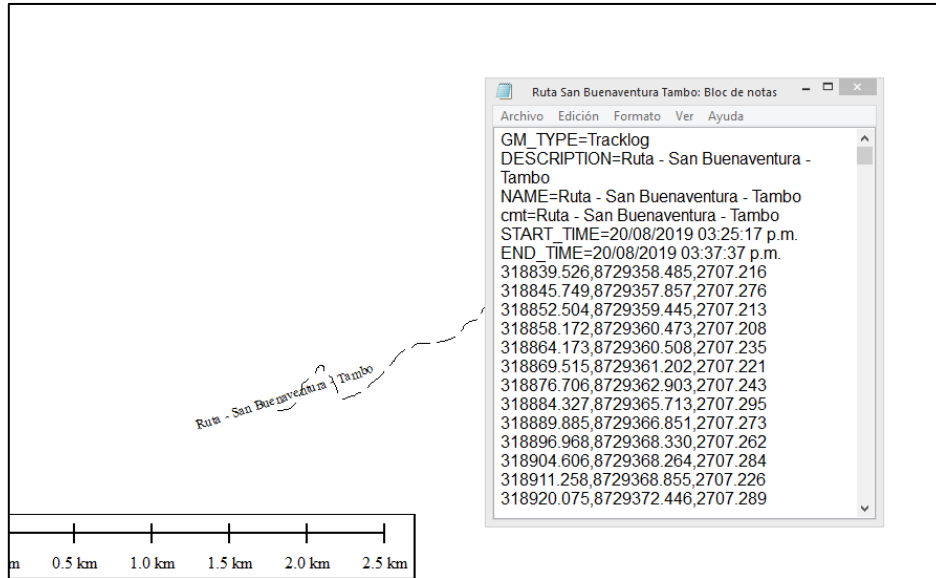 Ruta San Buenaventura Tambo: Bloc de notas
Archivo Edición Formato Ver Ayuda
GM_TYPE=Tracklog
DESCRIPTION=Ruta - San Buenaventura -
Tambo
NAME=Ruta - San Buenaventura - Tambo
cmt=Ruta - San Buenaventura - Tambo
START_TIME=20/08/2019 03:25:17 p.m.
END_TIME=20/08/2019 03:37:37 p.m.
318839.526,8729358.485,2707.216
318845.749,8729357.857,2707.276
318852.504,8729359.445,2707.213
318858.172,8729360.473,2707.208
318864.173,8729360.508,2707.235
318869.515,8729361.202,2707.221
318876.706,8729362.903,2707.243
318884.327,8729365.713,2707.295
318889.885,8729366.851,2707.273
318896.968,8729368.330,2707.262
318904.606,8729368.264,2707.284
318911.258,8729368.855,2707.226
318920.075,8729372.446,2707.289
Ruta - San Buenaventura - Tambo
m 0.5 km 1.0 km 1.5 km 2.0 km 2.5 km